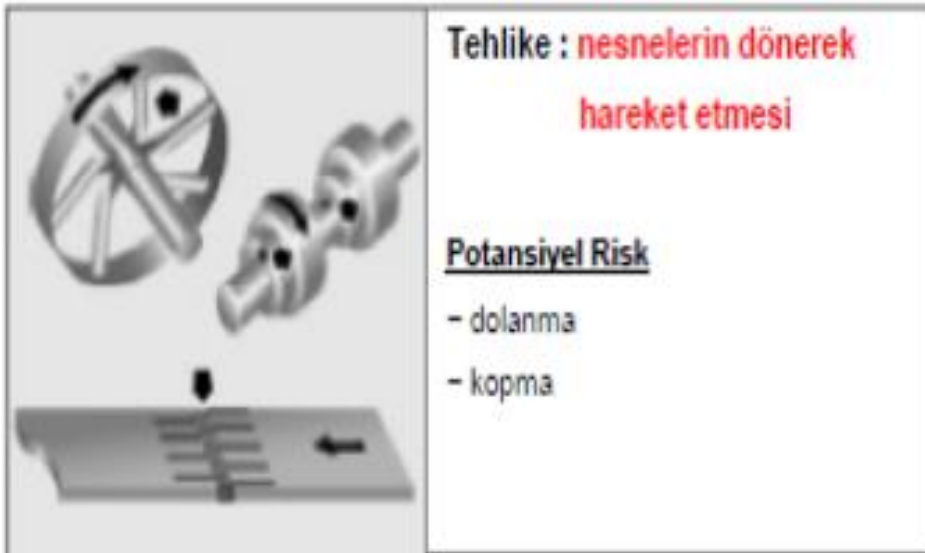 Tehlike : nesnelerin dönerek
hareket etmesi
Potansiyel Risk
- dolanma
- kopma